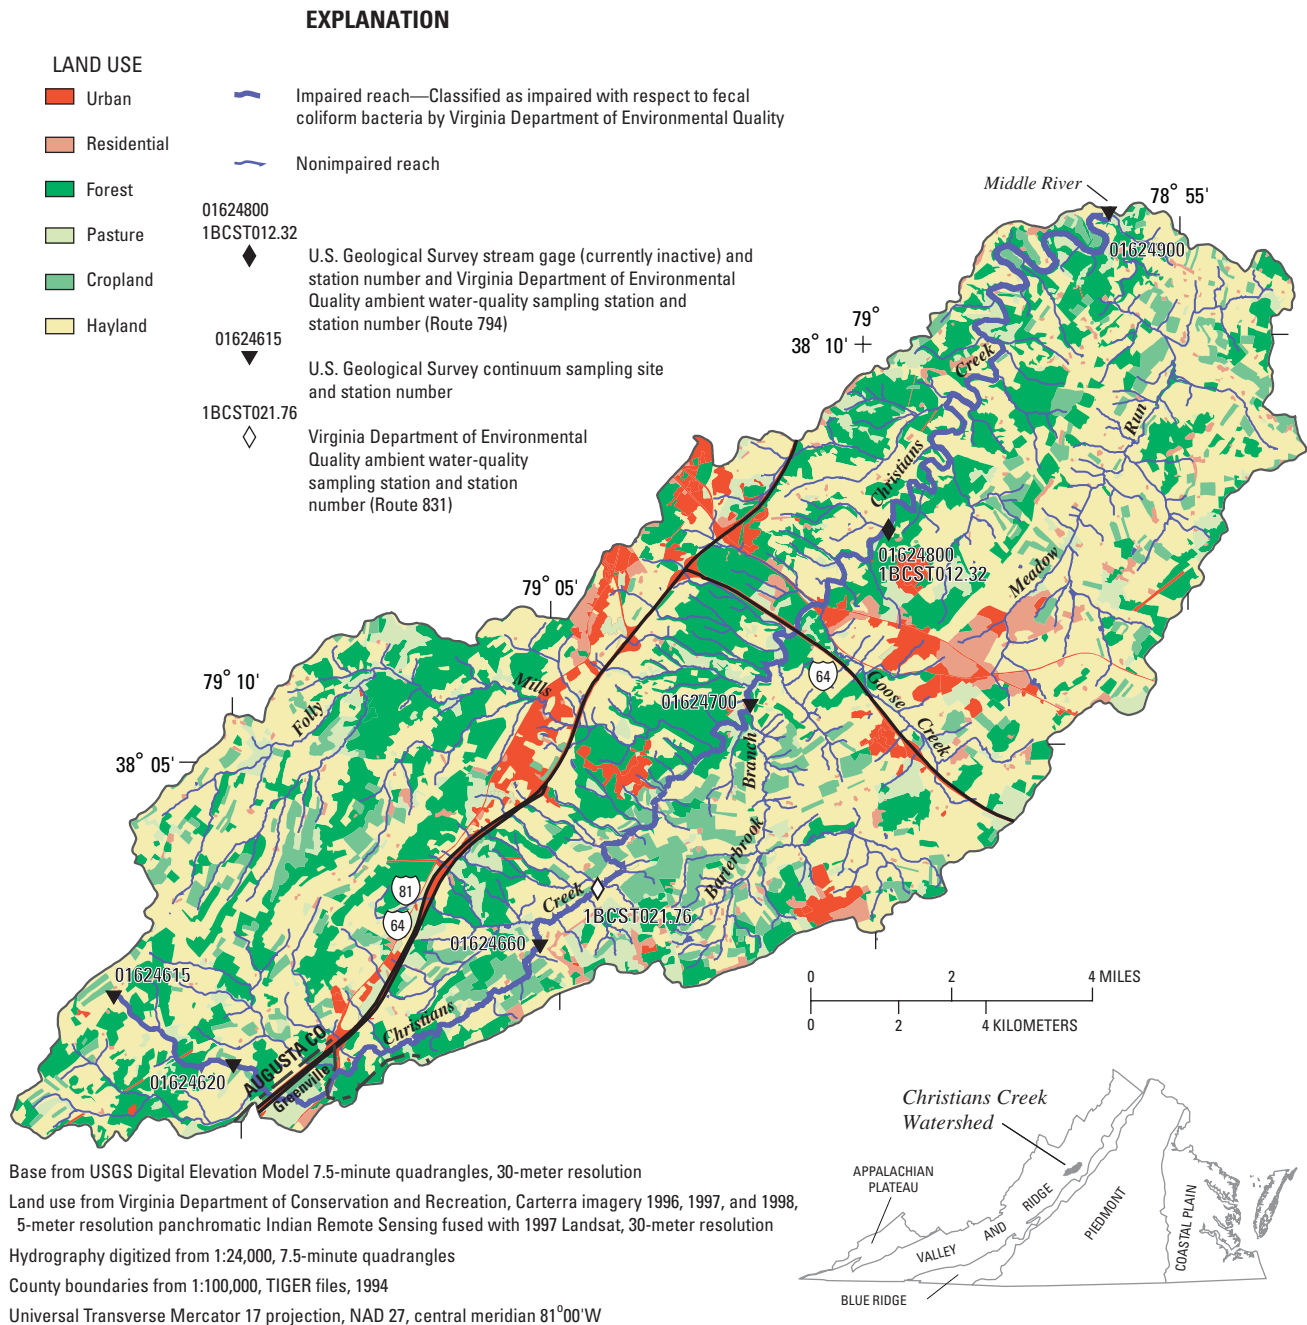 EXPLANATION
LAND USE
Urban
Residential
Forest
Pasture
Cropland
Hayland
Impaired reach—Classified as impaired with respect to fecal
coliform bacteria by Virginia Department of Environmental Quality
Nonimpaired reach
01624800
1BCST012.32
U.S. Geological Survey stream gage (currently inactive) and
station number and Virginia Department of Environmental
Quality ambient water-quality sampling station and
station number (Route 794)
01624615
U.S. Geological Survey continuum sampling site
and station number
1BCST021.76
Virginia Department of Environmental
Quality ambient water-quality
sampling station and station
number (Route 831)
Middle River
78° 55'
01624900
79°
38° 10'
Creek
Run
Christians
01624800
1BCST012.32
Meadow
79° 05'
64
Goose
Creek
Mills
79° 10'
Folly
01624700
Branch
38° 05'
Barterbrook
81
64
Creek
1BCST021.76
01624660
01624615
Christians
01624620
AUGUSTA CO
Greenville
0 2 4 MILES
0 2 4 KILOMETERS
Christians Creek
Watershed
APPALACHIAN
PLATEAU
VALLEY AND RIDGE
BLUE RIDGE
PIEDMONT
COASTAL PLAIN
Base from USGS Digital Elevation Model 7.5-minute quadrangles, 30-meter resolution
Land use from Virginia Department of Conservation and Recreation, Carterra imagery 1996, 1997, and 1998,
5-meter resolution panchromatic Indian Remote Sensing fused with 1997 Landsat, 30-meter resolution
Hydrography digitized from 1:24,000, 7.5-minute quadrangles
County boundaries from 1:100,000, TIGER files, 1994
Universal Transverse Mercator 17 projection, NAD 27, central meridian 81°00'W